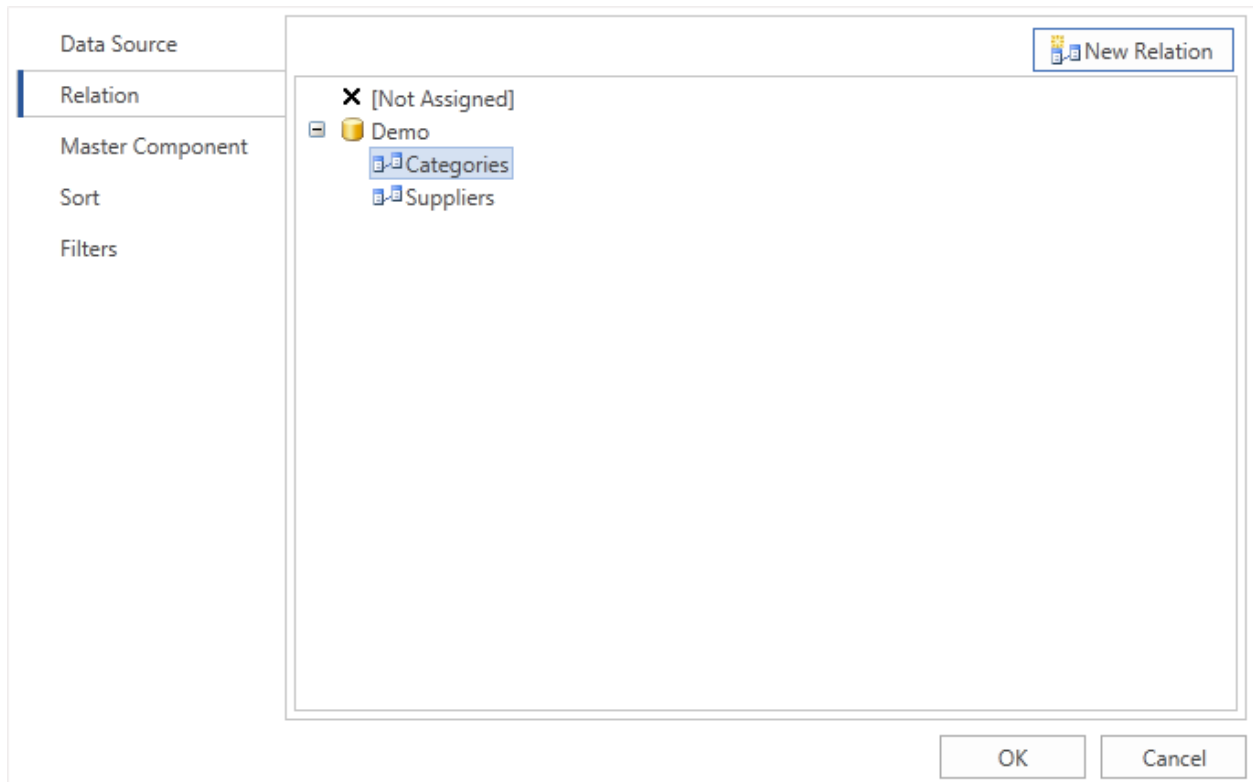 Data Source
Relation
Master Component
Sort
Filters
New Relation
[Not Assigned]
Demo
Categories
Suppliers
OK
Cancel